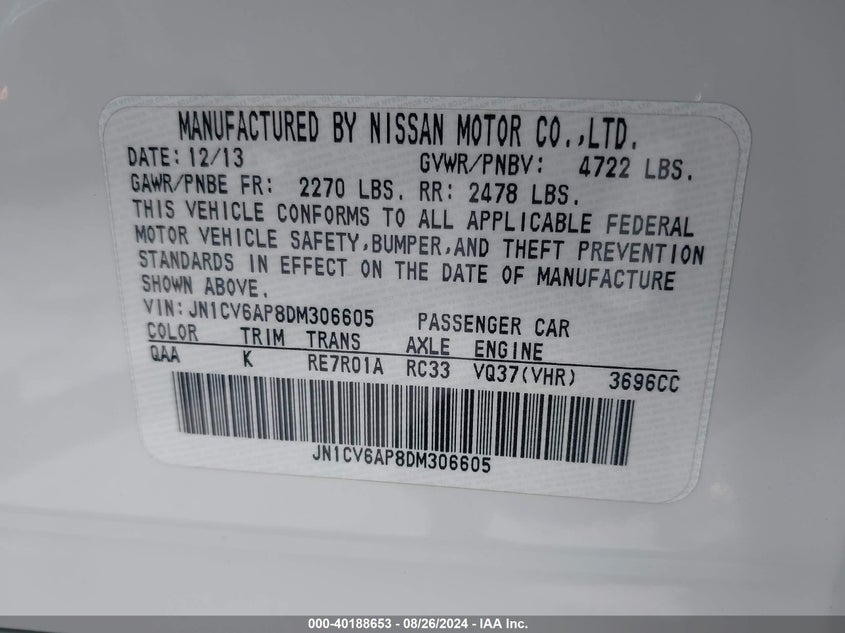 MANUFACTURED BY NISSAN MOTOR CO.,LTD.
DATE: 12/13 GVWR/PNBV: 4722 LBS.
GAWR/PNBE FR: 2270 LBS. RR: 2478 LBS.
THIS VEHICLE CONFORMS TO ALL APPLICABLE FEDERAL
MOTOR VEHICLE SAFETY,BUMPER,AND THEFT PREVENTION
STANDARDS IN EFFECT ON THE DATE OF MANUFACTURE
SHOWN ABOVE.
VIN: JN1CV6AP8DM306605 PASSENGER CAR
COLOR TRIM TRANS AXLE ENGINE
QAA K RE7R01A RC33 VQ37(VHR) 3696CC
JN1CV6AP8DM306605
000-40188653 - 08/26/2024 - IAA Inc.